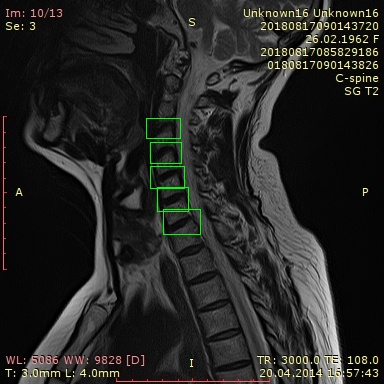 Im: 10/13
Se: 3
S
Unknown16 Unknown16
20180817090143720
26.02.1962 F
20180817085829186
0180817090143826
C-spine
SG T2
A
P
I
WL: 5086 WW: 9828 [D]
T: 3.0mm L: 4.0mm
TR: 3000.0 TE: 108.0
20.04.2014 16:57:43